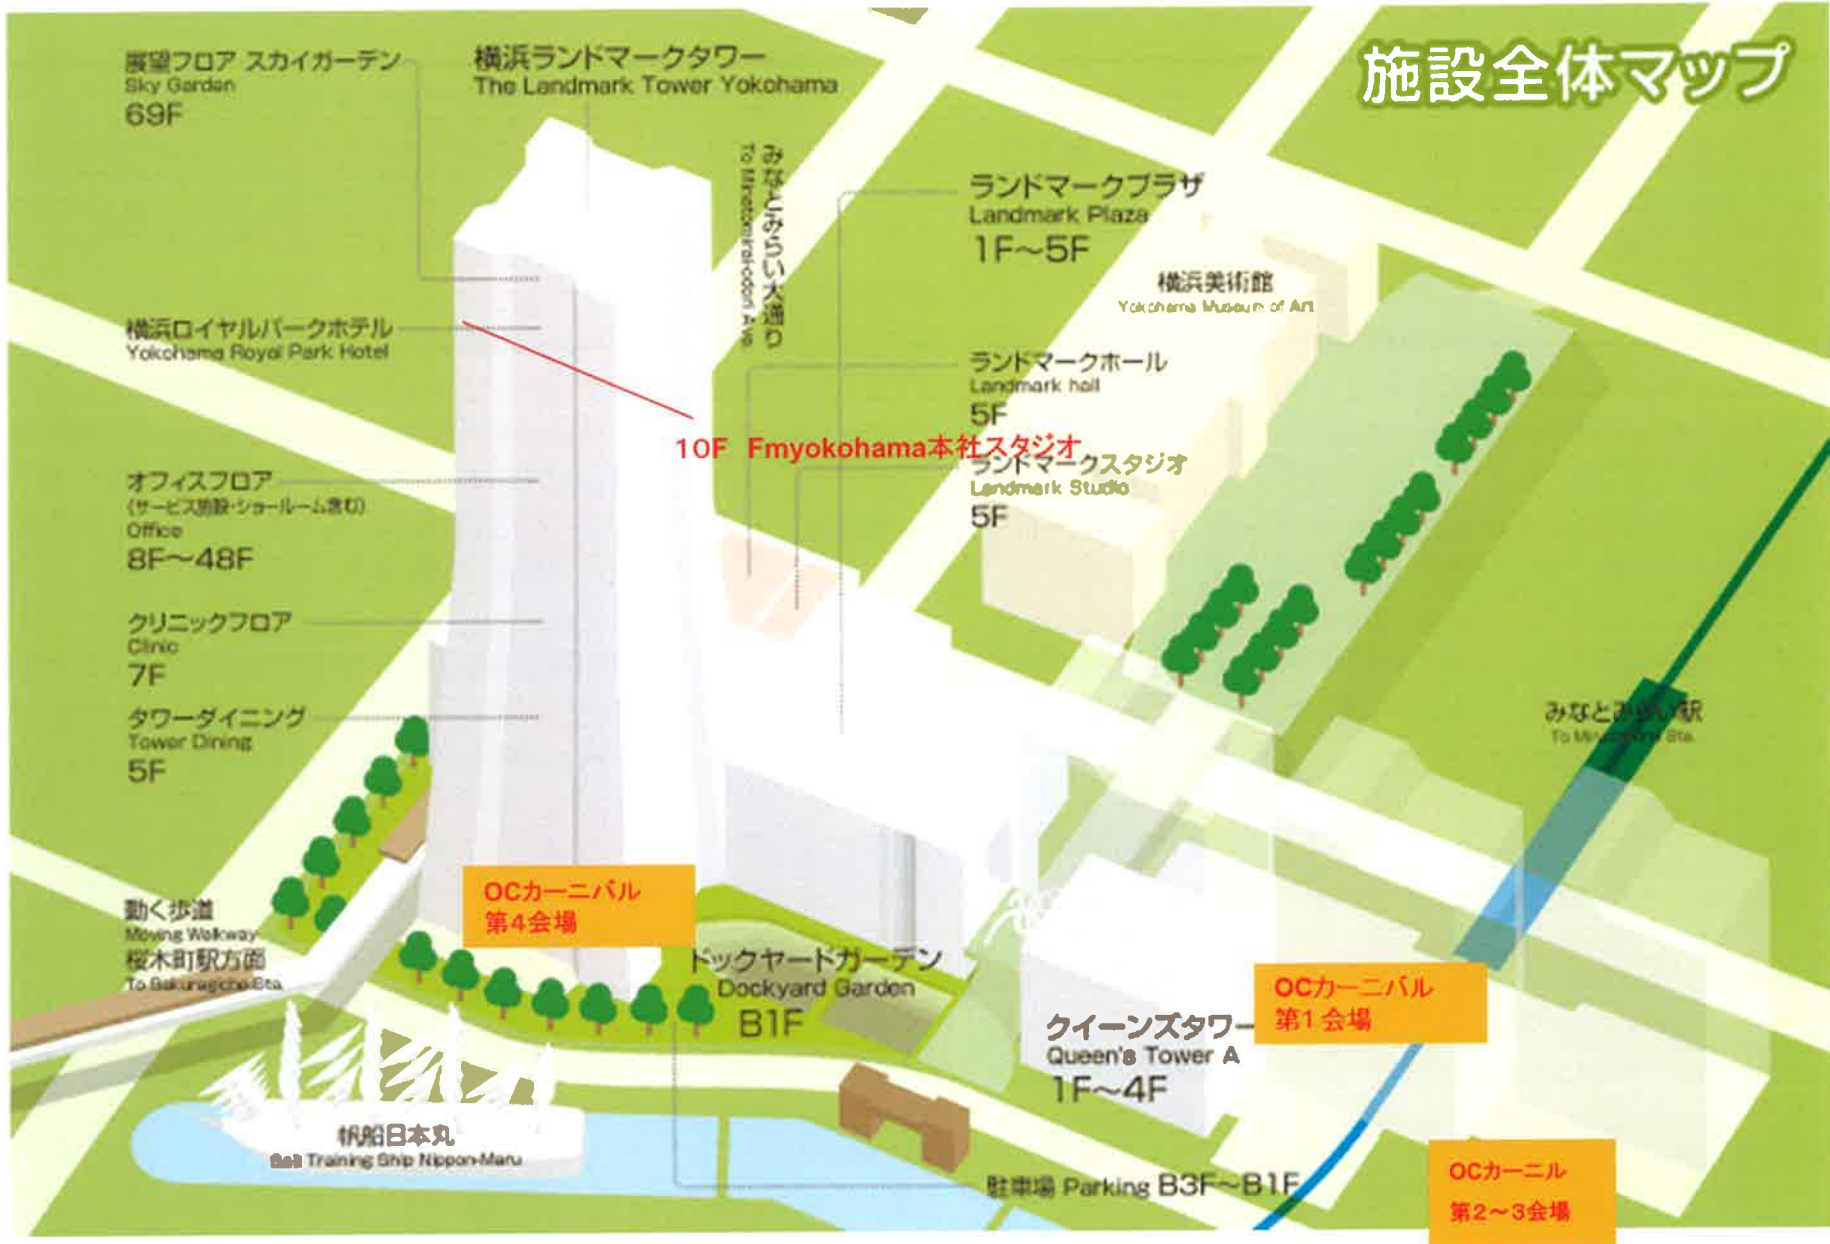 施設全体マップ
展望フロア スカイガーデン
Sky Garden
69F
横浜ランドマークタワー
The Landmark Tower Yokohama
みなとみらい大通り
To Minatomirai-odori Ave.
ランドマークプラザ
Landmark Plaza
1F～5F
横浜美術館
Yokohama Museum of Art
横浜ロイヤルパークホテル
Yokohama Royal Park Hotel
ランドマークホール
Landmark hall
5F
10F Fmyokohama本社スタジオ
ランドマークスタジオ
Landmark Studio
5F
オフィスフロア
(サービス施設・ショールーム含む)
Office
8F～48F
クリニックフロア
Clinic
7F
タワーダイニング
Tower Dining
5F
みなとみらい駅
To Sta.
OCカーニバル
第4会場
動く歩道
Moving Walkway
桜木町駅方面
To Sakuragicho Sta.
ドックヤードガーデン
Dockyard Garden
B1F
OCカーニバル
第1会場
クイーンズタワー
Queen's Tower A
1F～4F
帆船日本丸
Sail Training Ship Nippon-Maru
駐車場 Parking B3F～B1F
OCカーニル
第2～3会場